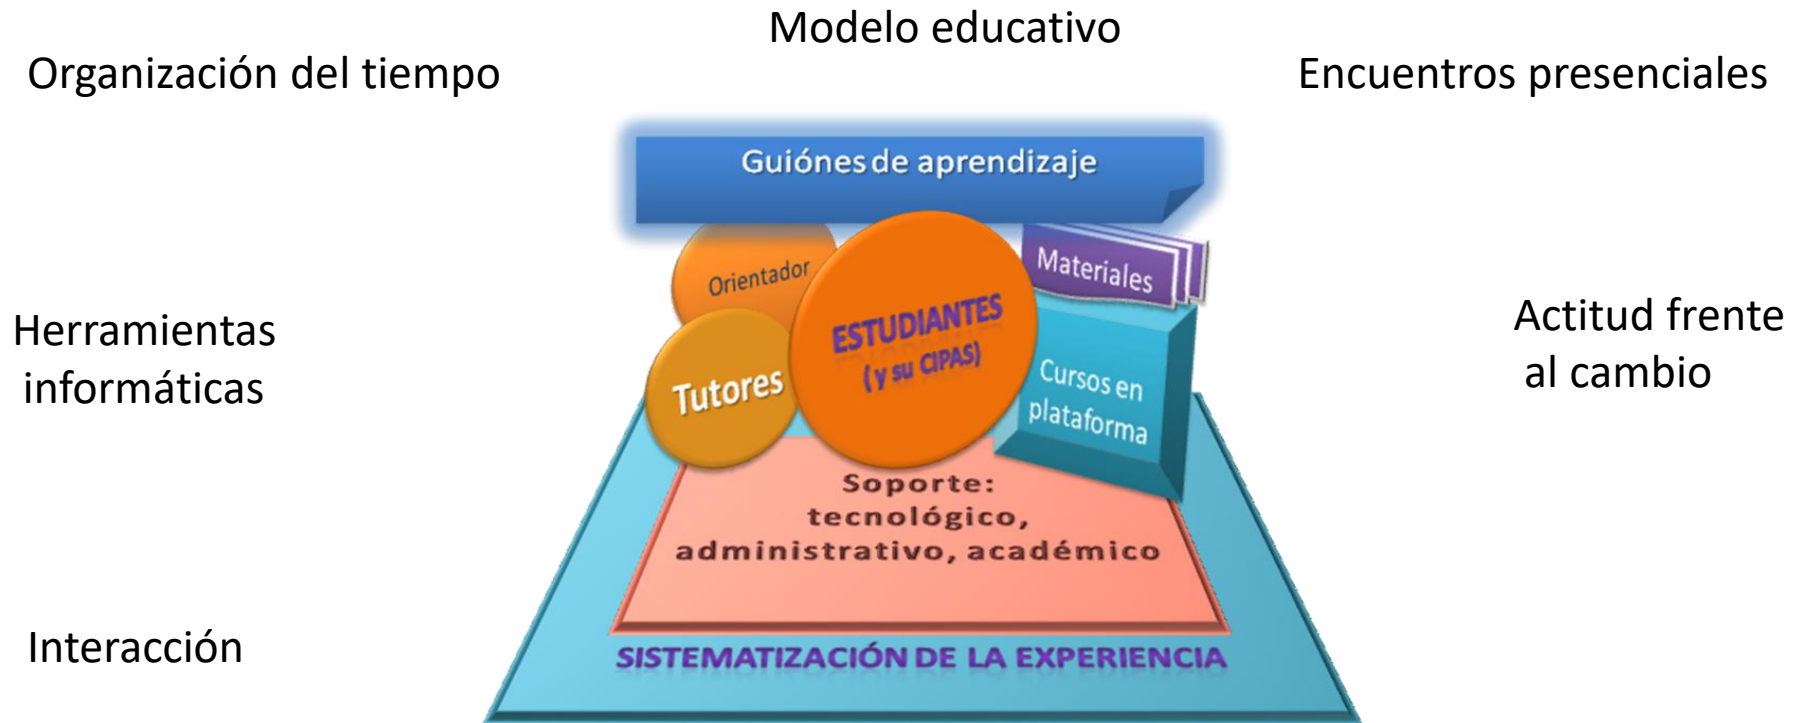 Modelo educativo
Organización del tiempo
Encuentros presenciales
Guiónes de aprendizaje
Orientador
Materiales
ESTUDIANTES
(y su CIPAS)
Tutores
Cursos en
plataforma
Herramientas
informáticas
Actitud frente
al cambio
Soporte:
tecnológico,
administrativo, académico
Interacción
SISTEMATIZACIÓN DE LA EXPERIENCIA